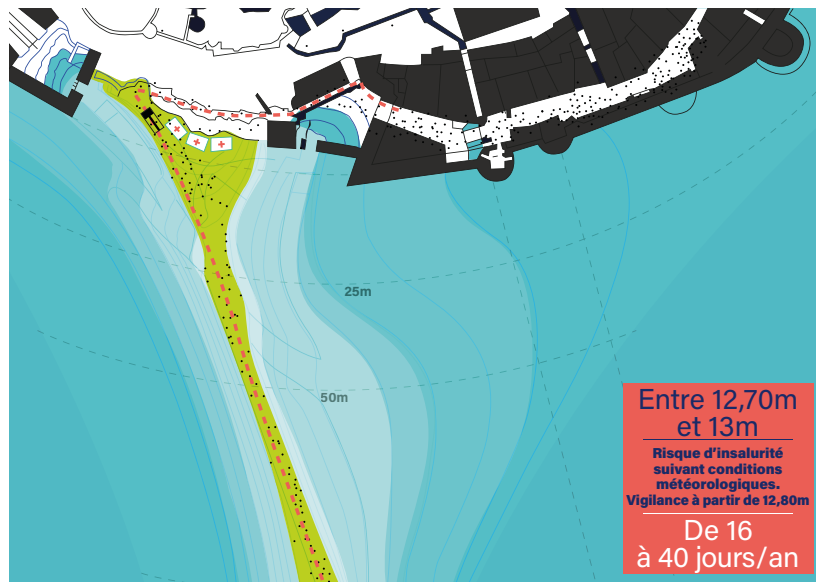 25m
50m
Entre 12,70m
et 13m
Risque d’insalurité
suivant conditions
météorologiques.
Vigilance à partir de 12,80m
De 16
à 40 jours/an